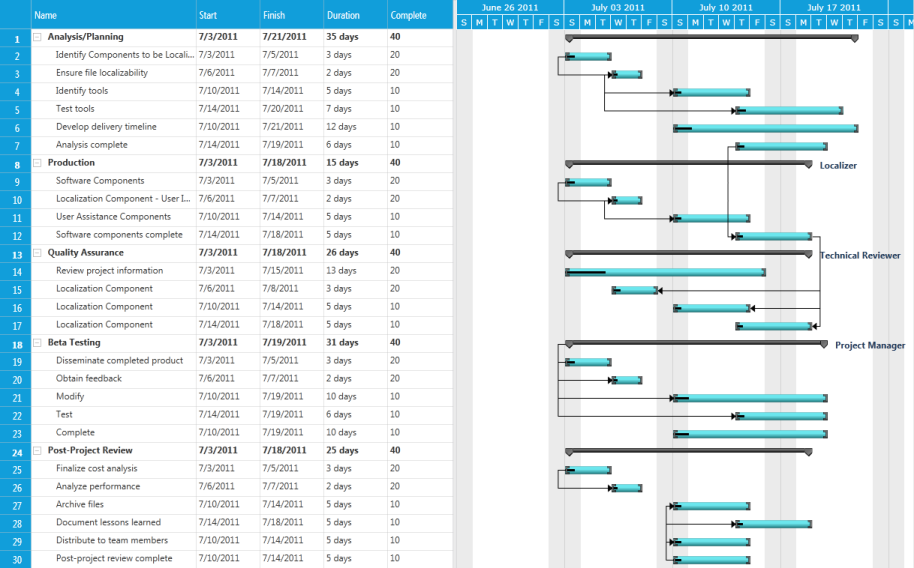 Name Start Finish Duration Complete June 26 2011 July 03 2011 July 10 2011 July 17 2011
S M T W T F S S M T W T F S S M T W T F S S M T W T F S S M
1 Analysis/Planning 7/3/2011 7/21/2011 35 days 40
2 Identify Components to be Locali... 7/3/2011 7/5/2011 3 days 20
3 Ensure file localizability 7/6/2011 7/7/2011 2 days 20
4 Identify tools 7/10/2011 7/14/2011 5 days 10
5 Test tools 7/14/2011 7/20/2011 7 days 10
6 Develop delivery timeline 7/10/2011 7/21/2011 12 days 10
7 Analysis complete 7/14/2011 7/19/2011 6 days 10
8 Production 7/3/2011 7/18/2011 15 days 40 Localizer
9 Software Components 7/3/2011 7/5/2011 3 days 20
10 Localization Component - User I... 7/6/2011 7/7/2011 2 days 20
11 User Assistance Components 7/10/2011 7/14/2011 5 days 10
12 Software components complete 7/14/2011 7/18/2011 5 days 10
13 Quality Assurance 7/3/2011 7/18/2011 26 days 40 Technical Reviewer
14 Review project information 7/3/2011 7/15/2011 13 days 20
15 Localization Component 7/6/2011 7/8/2011 3 days 20
16 Localization Component 7/10/2011 7/14/2011 5 days 10
17 Localization Component 7/14/2011 7/18/2011 5 days 10
18 Beta Testing 7/3/2011 7/19/2011 31 days 40 Project Manager
19 Disseminate completed product 7/3/2011 7/5/2011 3 days 20
20 Obtain feedback 7/6/2011 7/7/2011 2 days 20
21 Modify 7/10/2011 7/19/2011 10 days 10
22 Test 7/14/2011 7/19/2011 6 days 10
23 Complete 7/10/2011 7/19/2011 10 days 10
24 Post-Project Review 7/3/2011 7/18/2011 25 days 40
25 Finalize cost analysis 7/3/2011 7/5/2011 3 days 20
26 Analyze performance 7/6/2011 7/7/2011 2 days 20
27 Archive files 7/10/2011 7/14/2011 5 days 10
28 Document lessons learned 7/14/2011 7/18/2011 5 days 10
29 Distribute to team members 7/10/2011 7/14/2011 5 days 10
30 Post-project review complete 7/10/2011 7/14/2011 5 days 10